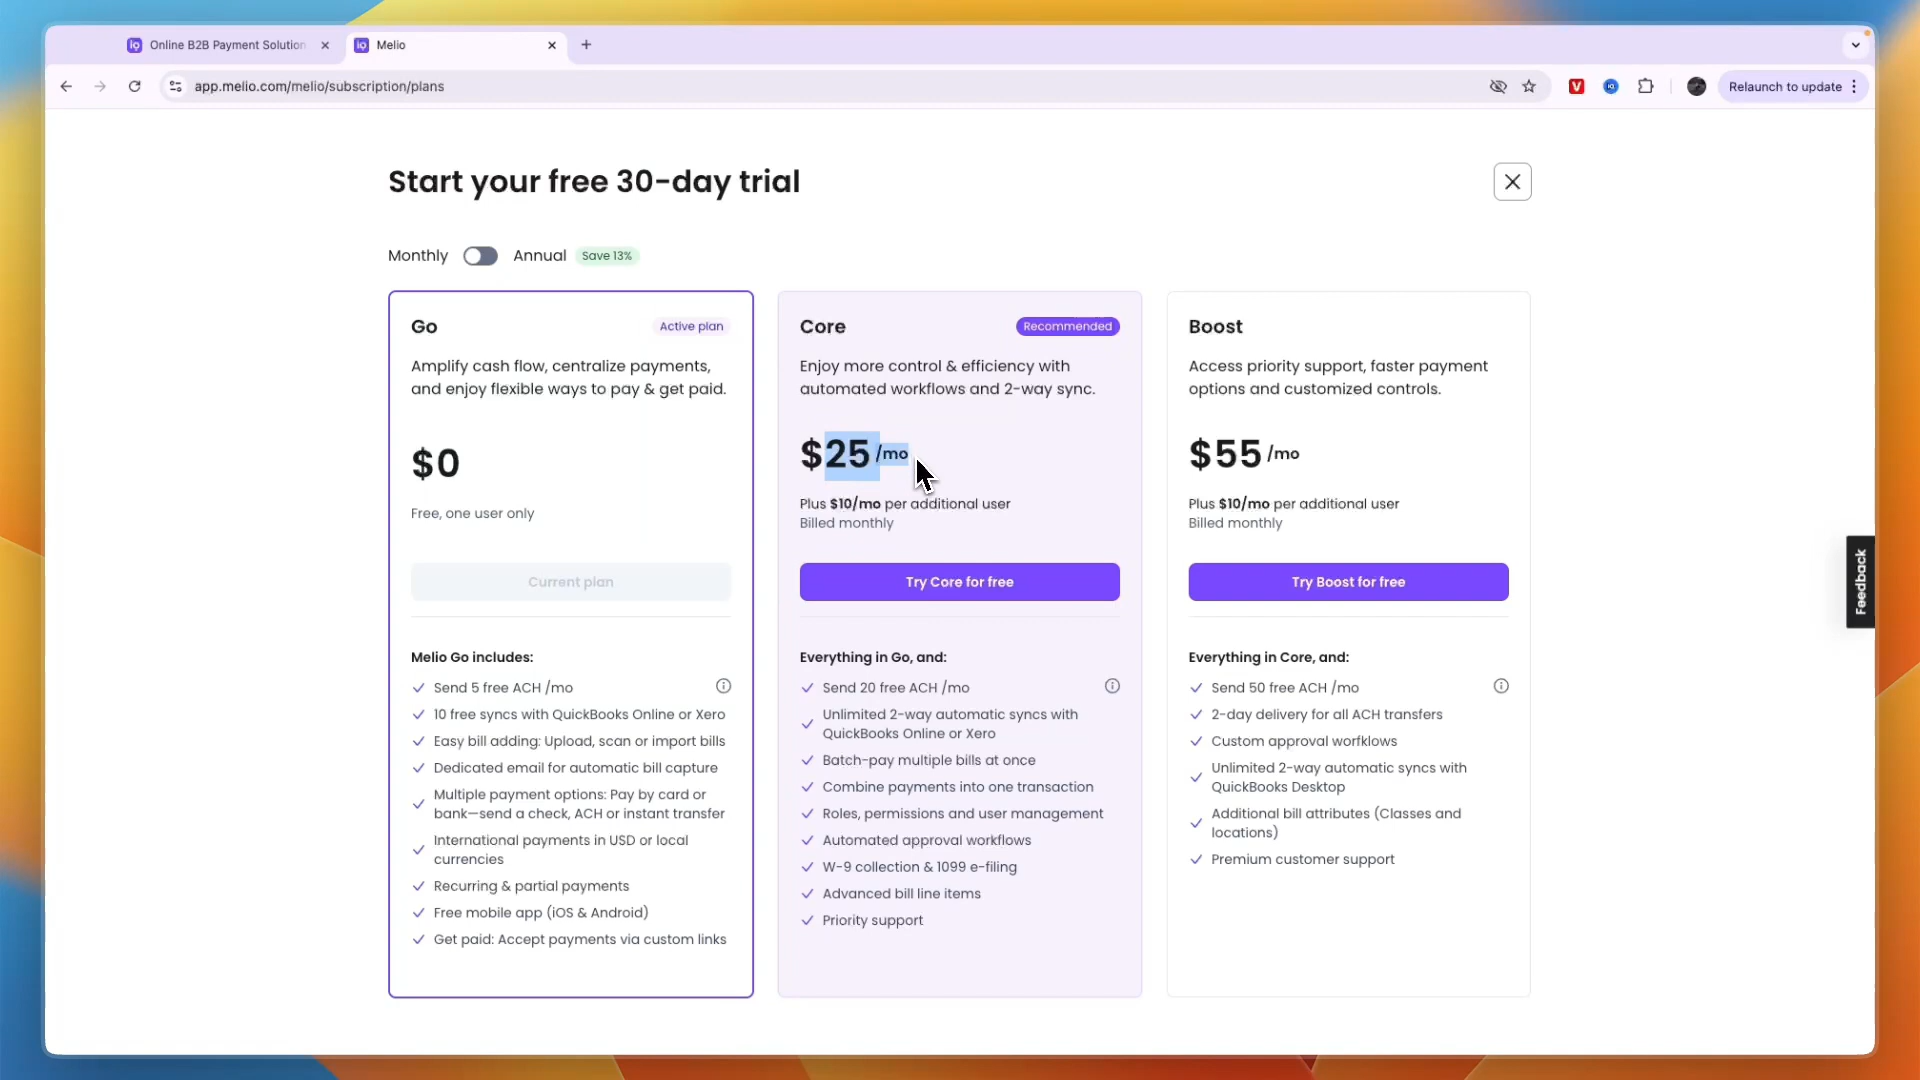 Online B2B Payment Solution
Melio
app.melio.com/melio/subscription/plans
Relaunch to update
Start your free 30-day trial
Monthly
Annual
Save 13%
Go
Active plan
Amplify cash flow, centralize payments,
and enjoy flexible ways to pay & get paid.
$0
Free, one user only
Current plan
Melio Go includes:
Send 5 free ACH /mo
10 free syncs with QuickBooks Online or Xero
Easy bill adding: Upload, scan or import bills
Dedicated email for automatic bill capture
Multiple payment options: Pay by card or
bank—send a check, ACH or instant transfer
International payments in USD or local
currencies
Recurring & partial payments
Free mobile app (iOS & Android)
Get paid: Accept payments via custom links
Core
Recommended
Enjoy more control & efficiency with
automated workflows and 2-way sync.
$25 /mo
Plus $10/mo per additional user
Billed monthly
Try Core for free
Everything in Go, and:
Send 20 free ACH /mo
Unlimited 2-way automatic syncs with
QuickBooks Online or Xero
Batch-pay multiple bills at once
Combine payments into one transaction
Roles, permissions and user management
Automated approval workflows
W-9 collection & 1099 e-filing
Advanced bill line items
Priority support
Boost
Access priority support, faster payment
options and customized controls.
$55 /mo
Plus $10/mo per additional user
Billed monthly
Try Boost for free
Everything in Core, and:
Send 50 free ACH /mo
2-day delivery for all ACH transfers
Custom approval worfklows
Unlimited 2-way automatic syncs with
QuickBooks Desktop
Additional bill attributes (Classes and
locations)
Premium customer support
Feedback